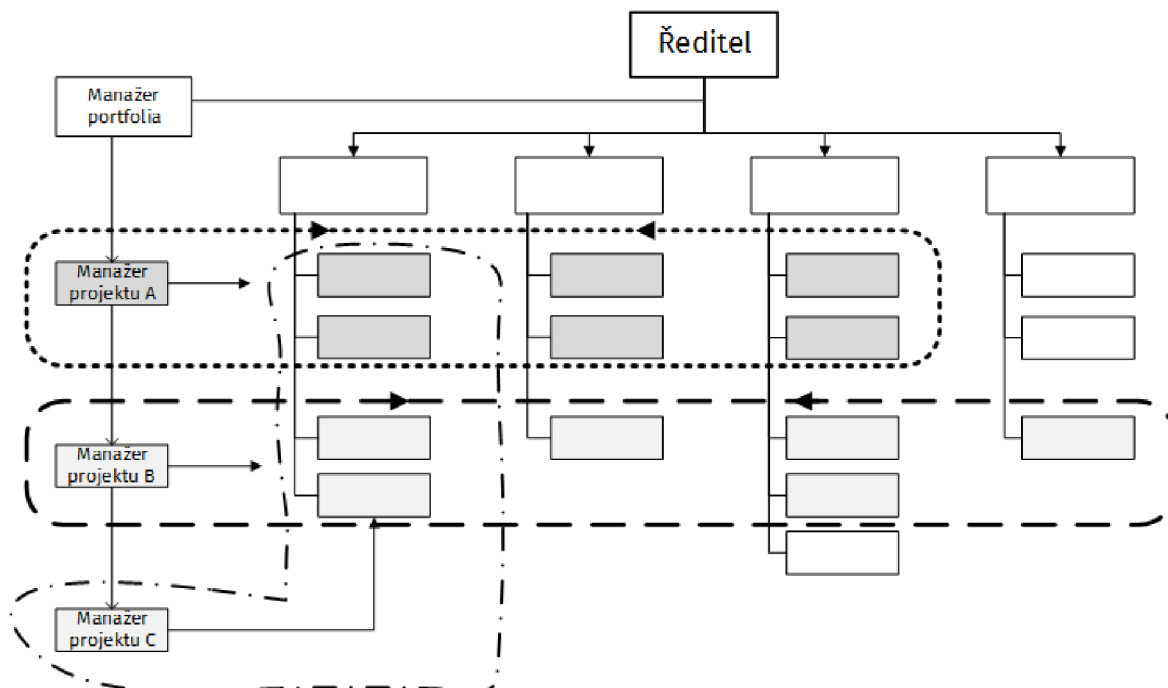 Ředitel
Manažer
portfolia
Manažer
projektu A
Manažer
projektu B
Manažer
projektu C